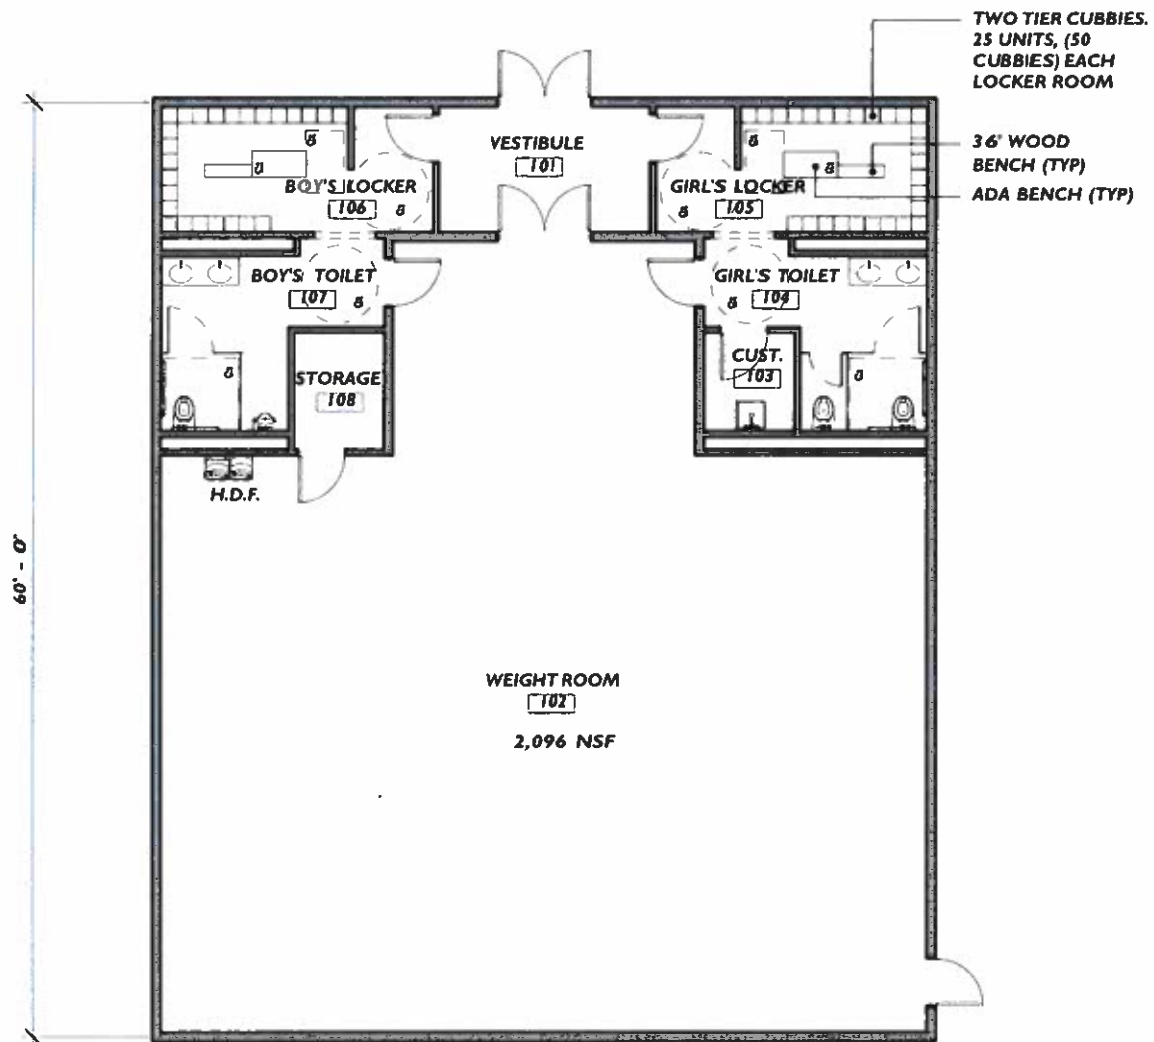 TWO TIER CUBBIES.
25 UNITS, (50
CUBBIES) EACH
LOCKER ROOM
36" WOOD
BENCH (TYP)
ADA BENCH (TYP)
VESTIBULE
101
BOY'S LOCKER
106
GIRL'S LOCKER
105
BOY'S TOILET
107
GIRL'S TOILET
104
STORAGE
108
CUST.
103
H.D.F.
60' - 0"
WEIGHT ROOM
102
2,096 NSF